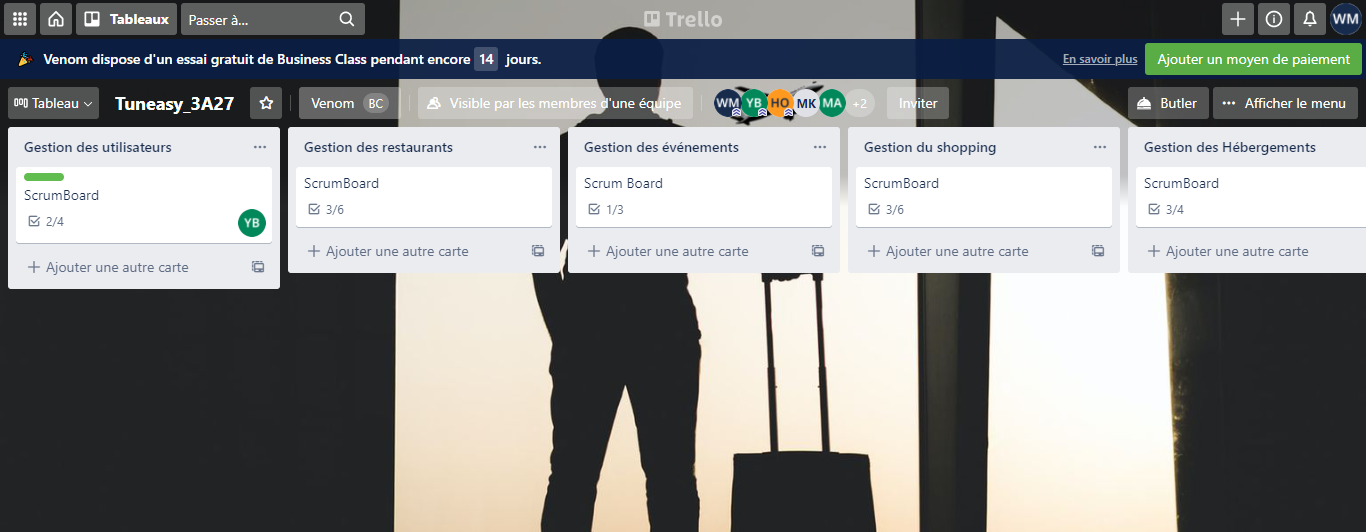 Tableaux
Passer à...
Trello
WM
Venom dispose d'un essai gratuit de Business Class pendant encore 14 jours.
En savoir plus
Ajouter un moyen de paiement
Tableau
Tuneasy_3A27
Venom BC
Visible par les membres d'une équipe
WM YB HO MK MA +2
Inviter
Butler
Afficher le menu
Gestion des utilisateurs
ScrumBoard
2/4
YB
Ajouter une autre carte
Gestion des restaurants
ScrumBoard
3/6
Ajouter une autre carte
Gestion des événements
Scrum Board
1/3
Ajouter une autre carte
Gestion du shopping
ScrumBoard
3/6
Ajouter une autre carte
Gestion des Hébergements
ScrumBoard
3/4
Ajouter une autre carte